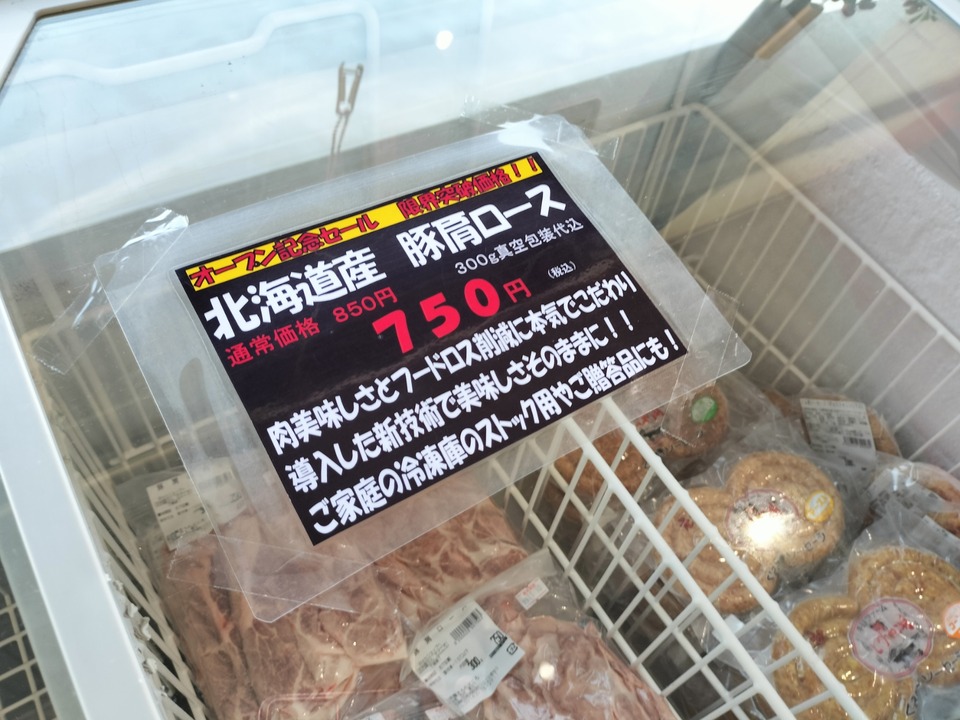 オープン記念セール 限界突破価格！！
北海道産 豚肩ロース
300g真空包装代込
通常価格 850円
750円 (税込)
肉美味しさとフードロス削減に本気でこだわり
導入した新技術で美味しさそのままに！！
ご家庭の冷凍庫のストック用やご贈答品にも！